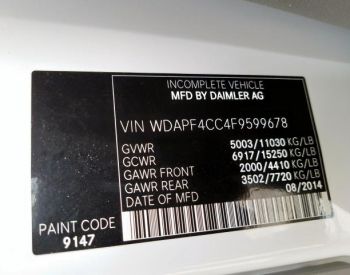 INCOMPLETE VEHICLE
MFD BY DAIMLER AG
VIN WDAPF4CC4F9599678
GVWR 5003/11030 KG/LB
GCWR 6917/15250 KG/LB
GAWR FRONT 2000/4410 KG/LB
GAWR REAR 3502/7720 KG/LB
DATE OF MFD 08/2014
PAINT CODE
9147